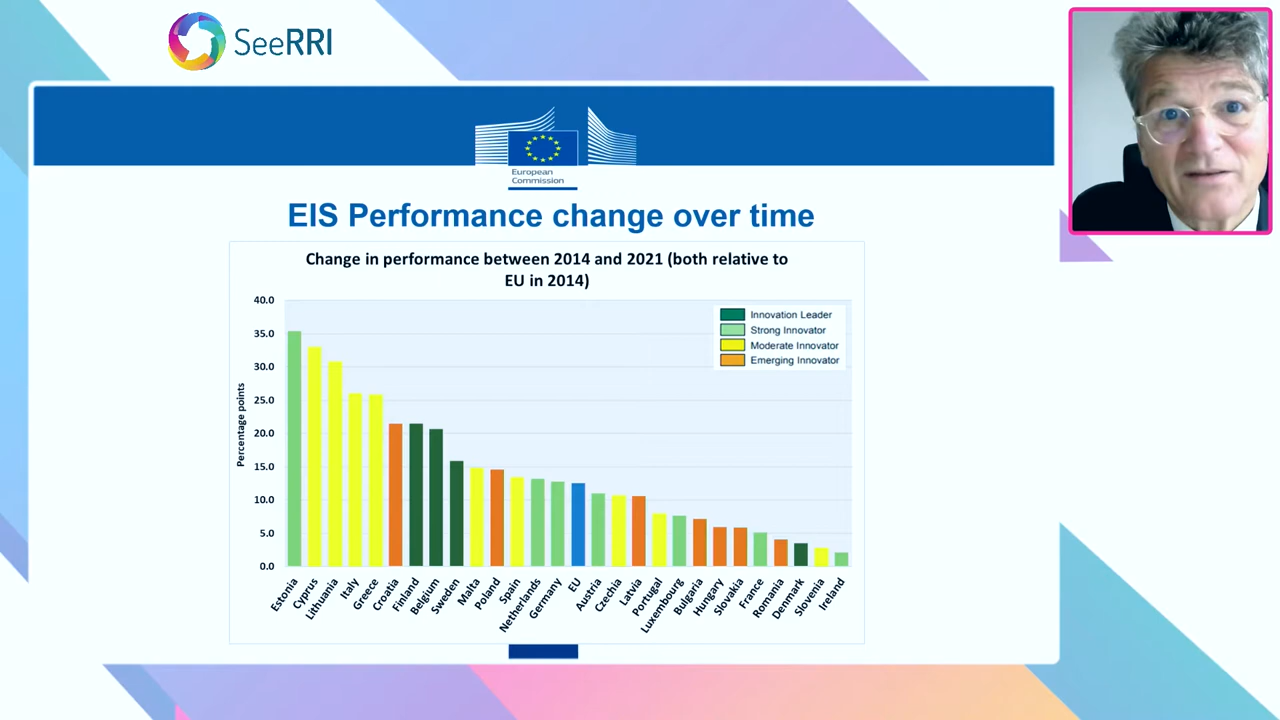 SeeRRI
European
Commission
EIS Performance change over time
Change in performance between 2014 and 2021 (both relative to
EU in 2014)
40.0
35.0
30.0
25.0
20.0
15.0
10.0
5.0
0.0
Percentage points
Innovation Leader
Strong Innovator
Moderate Innovator
Emerging Innovator
Estonia
Cyprus
Lithuania
Italy
Greece
Croatia
Finland
Belgium
Sweden
Malta
Poland
Spain
Netherlands
Germany
EU
Austria
Czechia
Latvia
Portugal
Luxembourg
Bulgaria
Hungary
Slovakia
France
Romania
Denmark
Slovenia
Ireland